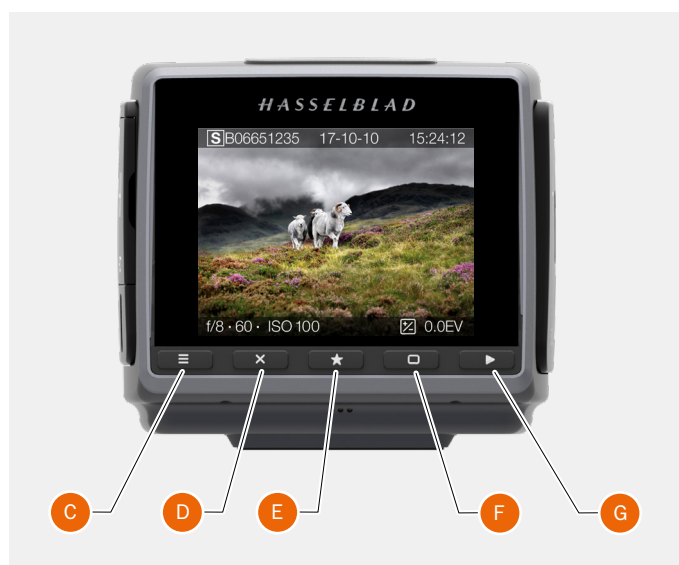 HASSELBLAD
S B06651235 17-10-10 15:24:12
f/8 · 60 · ISO 100 0.0EV
C D E F G